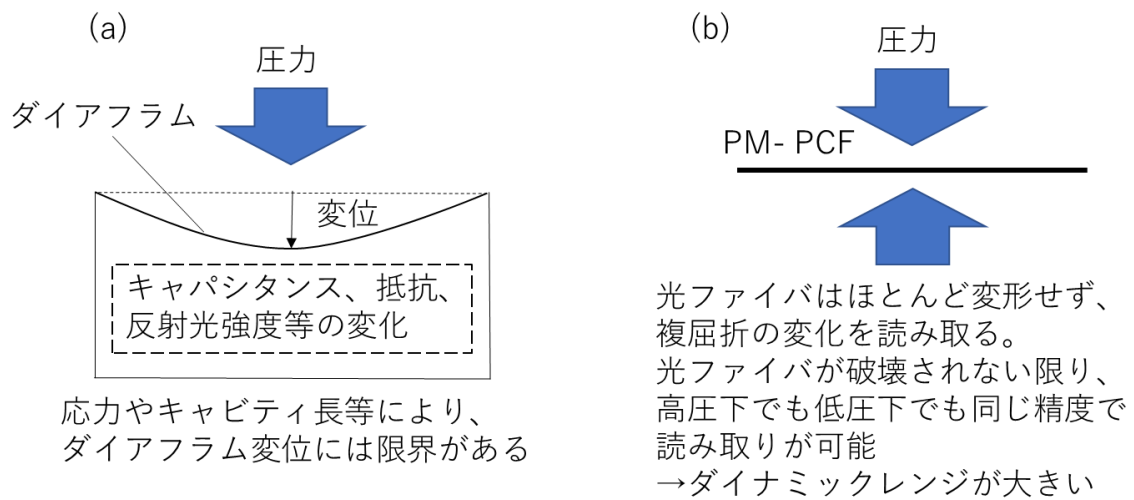 (a)
圧力
ダイアフラム
変位
キャパシタンス、抵抗、
反射光強度等の変化
応力やキャビティ長等により、
ダイアフラム変位には限界がある
(b)
圧力
PM- PCF
光ファイバはほとんど変形せず、
複屈折の変化を読み取る。
光ファイバが破壊されない限り、
高圧下でも低圧下でも同じ精度で
読み取りが可能
→ダイナミックレンジが大きい